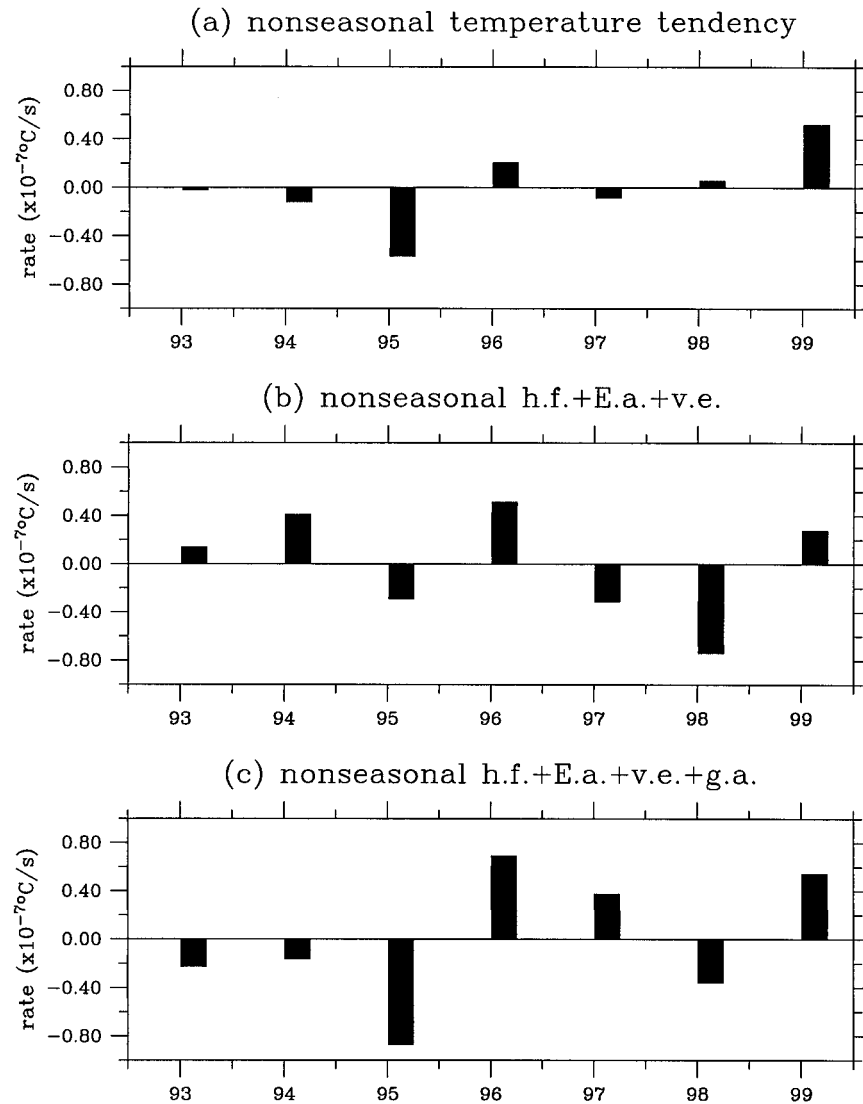 (a) nonseasonal temperature tendency
rate (x10⁻⁷°C/s)
0.80
0.40
0.00
−0.40
−0.80
93 94 95 96 97 98 99
(b) nonseasonal h.f.+E.a.+v.e.
rate (x10⁻⁷°C/s)
0.80
0.40
0.00
−0.40
−0.80
93 94 95 96 97 98 99
(c) nonseasonal h.f.+E.a.+v.e.+g.a.
rate (x10⁻⁷°C/s)
0.80
0.40
0.00
−0.40
−0.80
93 94 95 96 97 98 99